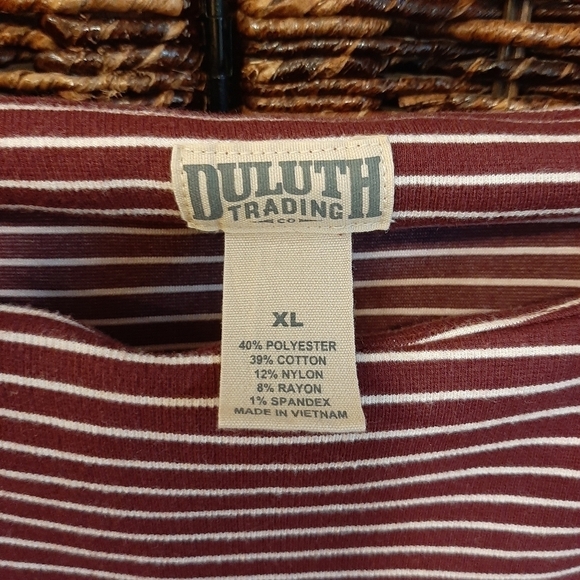 DULUTH
TRADING
CO
XL
40% POLYESTER
39% COTTON
12% NYLON
8% RAYON
1% SPANDEX
MADE IN VIETNAM